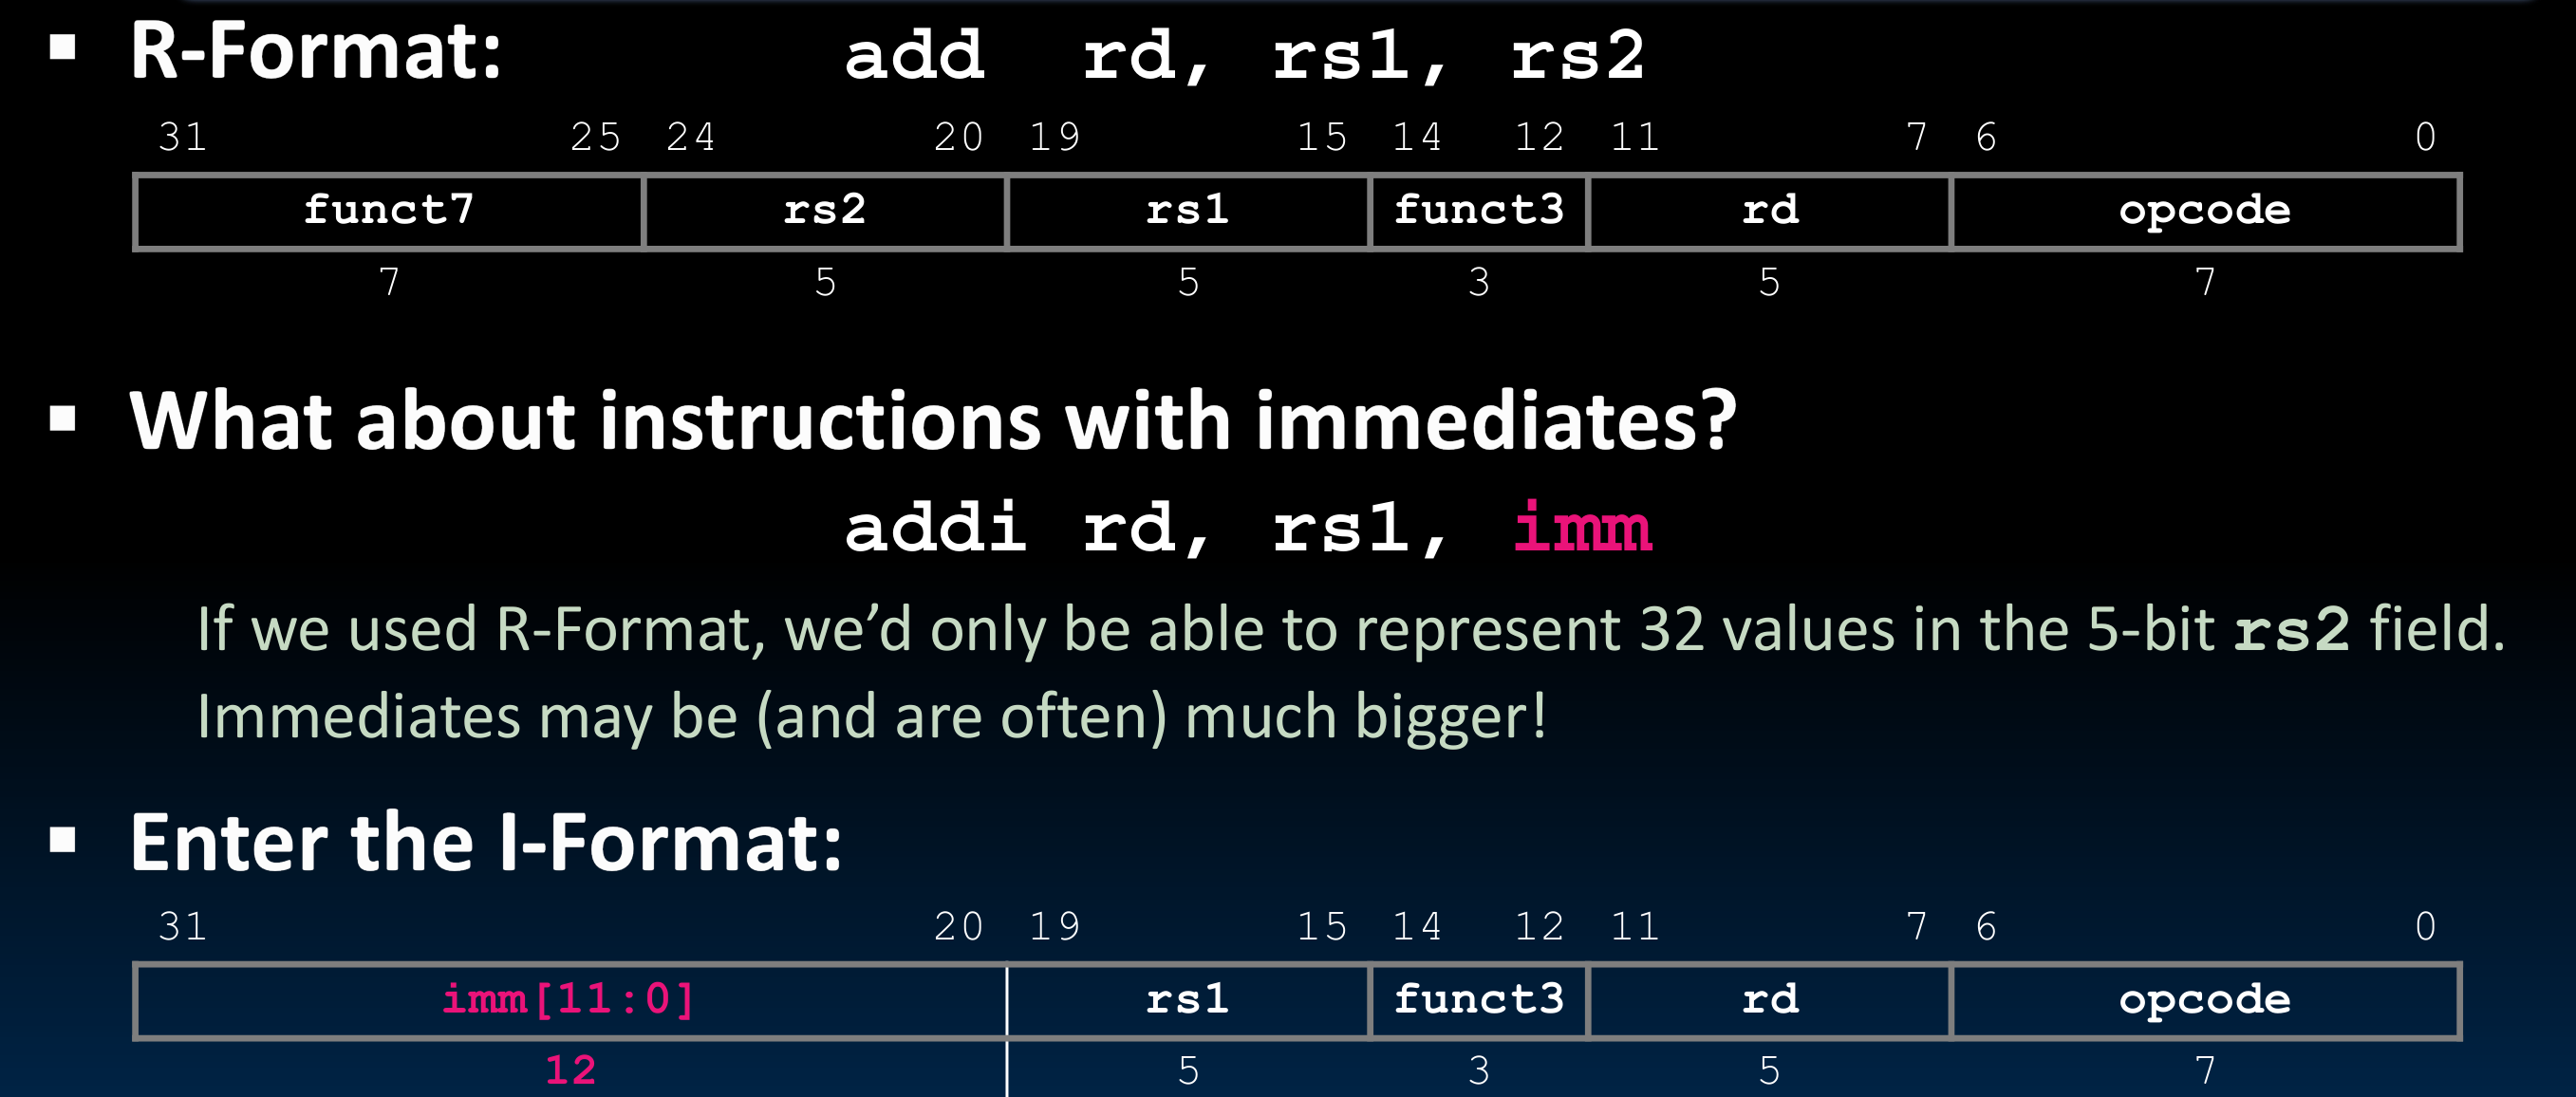 ▪ R-Format: add rd, rs1, rs2
31 25 24 20 19 15 14 12 11 7 6 0
funct7 rs2 rs1 funct3 rd opcode
7 5 5 3 5 7
▪ What about instructions with immediates?
addi rd, rs1, imm
If we used R-Format, we’d only be able to represent 32 values in the 5-bit rs2 field.
Immediates may be (and are often) much bigger!
▪ Enter the I-Format:
31 20 19 15 14 12 11 7 6 0
imm[11:0] rs1 funct3 rd opcode
12 5 3 5 7